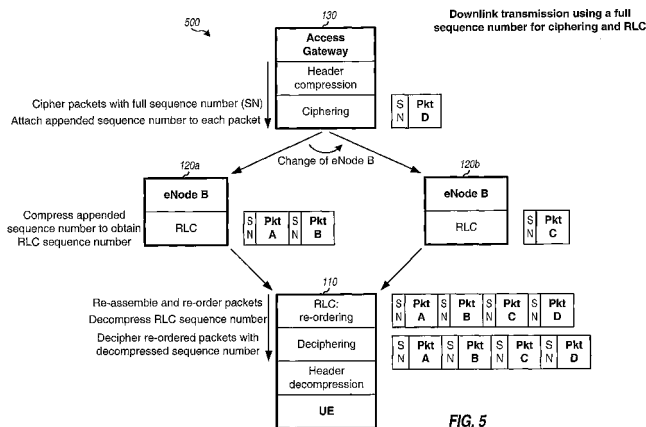 Downlink transmission using a full
sequence number for ciphering and RLC
500
130
Access
Gateway
Header
compression
Ciphering
Cipher packets with full sequence number (SN)
Attach appended sequence number to each packet
S N Pkt D
Change of eNode B
120a
eNode B
RLC
Compress appended
sequence number to obtain
RLC sequence number
S N Pkt A S N Pkt B
120b
eNode B
RLC
S N Pkt C
110
RLC:
re-ordering
Deciphering
Header
decompression
UE
Re-assemble and re-order packets
Decompress RLC sequence number
Decipher re-ordered packets with
decompressed sequence number
S N Pkt A S N Pkt B S N Pkt C S N Pkt D
S N Pkt A S N Pkt B S N Pkt C S N Pkt D
FIG. 5